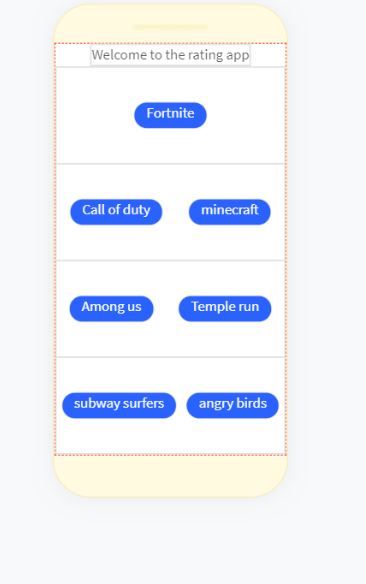 Welcome to the rating app
Fortnite
Call of duty minecraft
Among us Temple run
subway surfers angry birds